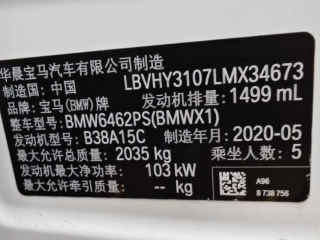 华晨宝马汽车有限公司制造
制造国：中国 LBVHY3107LMX34673
品牌：宝马(BMW) 发动机排量：1499 mL
整车型号：BMW6462PS(BMWX1)
发动机型号：B38A15C 制造年月：2020-05
最大允许总质量：2035 kg 乘坐人数：5
发动机最大净功率：103 kW
最大允许牵引质量：-- kg
A96
8 738 756